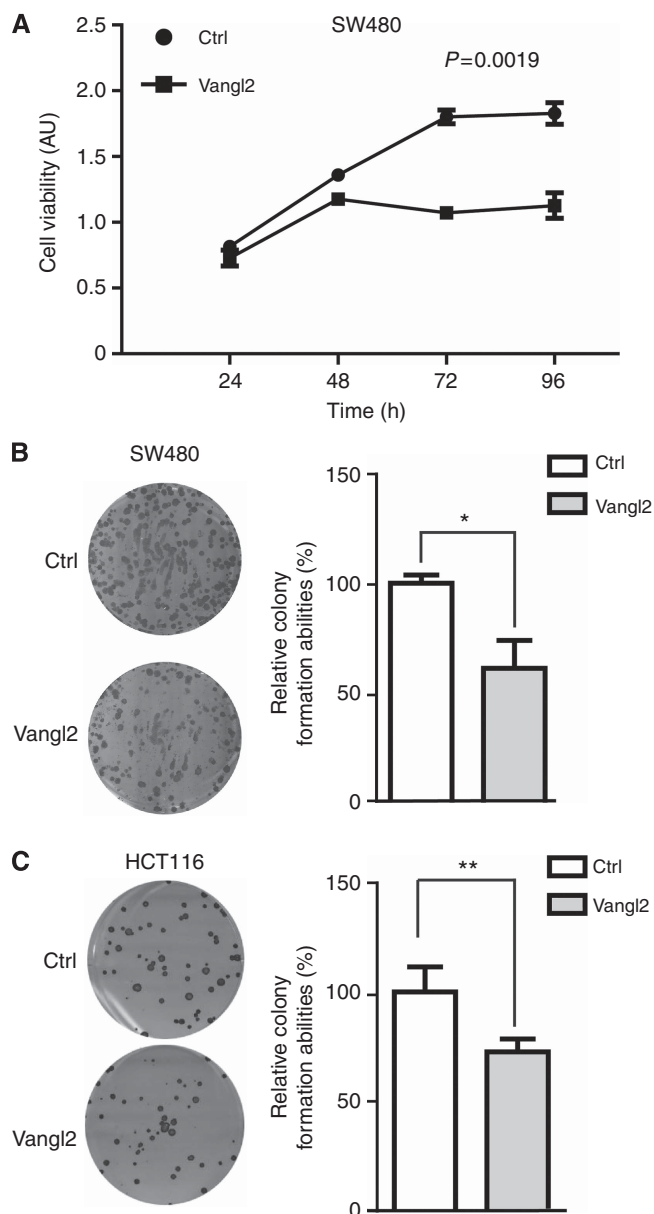 A
SW480
2.5
2.0
1.5
1.0
0.5
0
Cell viability (AU)
Ctrl
Vangl2
P=0.0019
24 48 72 96
Time (h)
B
SW480
Ctrl
Vangl2
Relative colony
formation abilities (%)
150
100
50
0
*
Ctrl
Vangl2
C
HCT116
Ctrl
Vangl2
Relative colony
formation abilities (%)
150
100
50
0
**
Ctrl
Vangl2